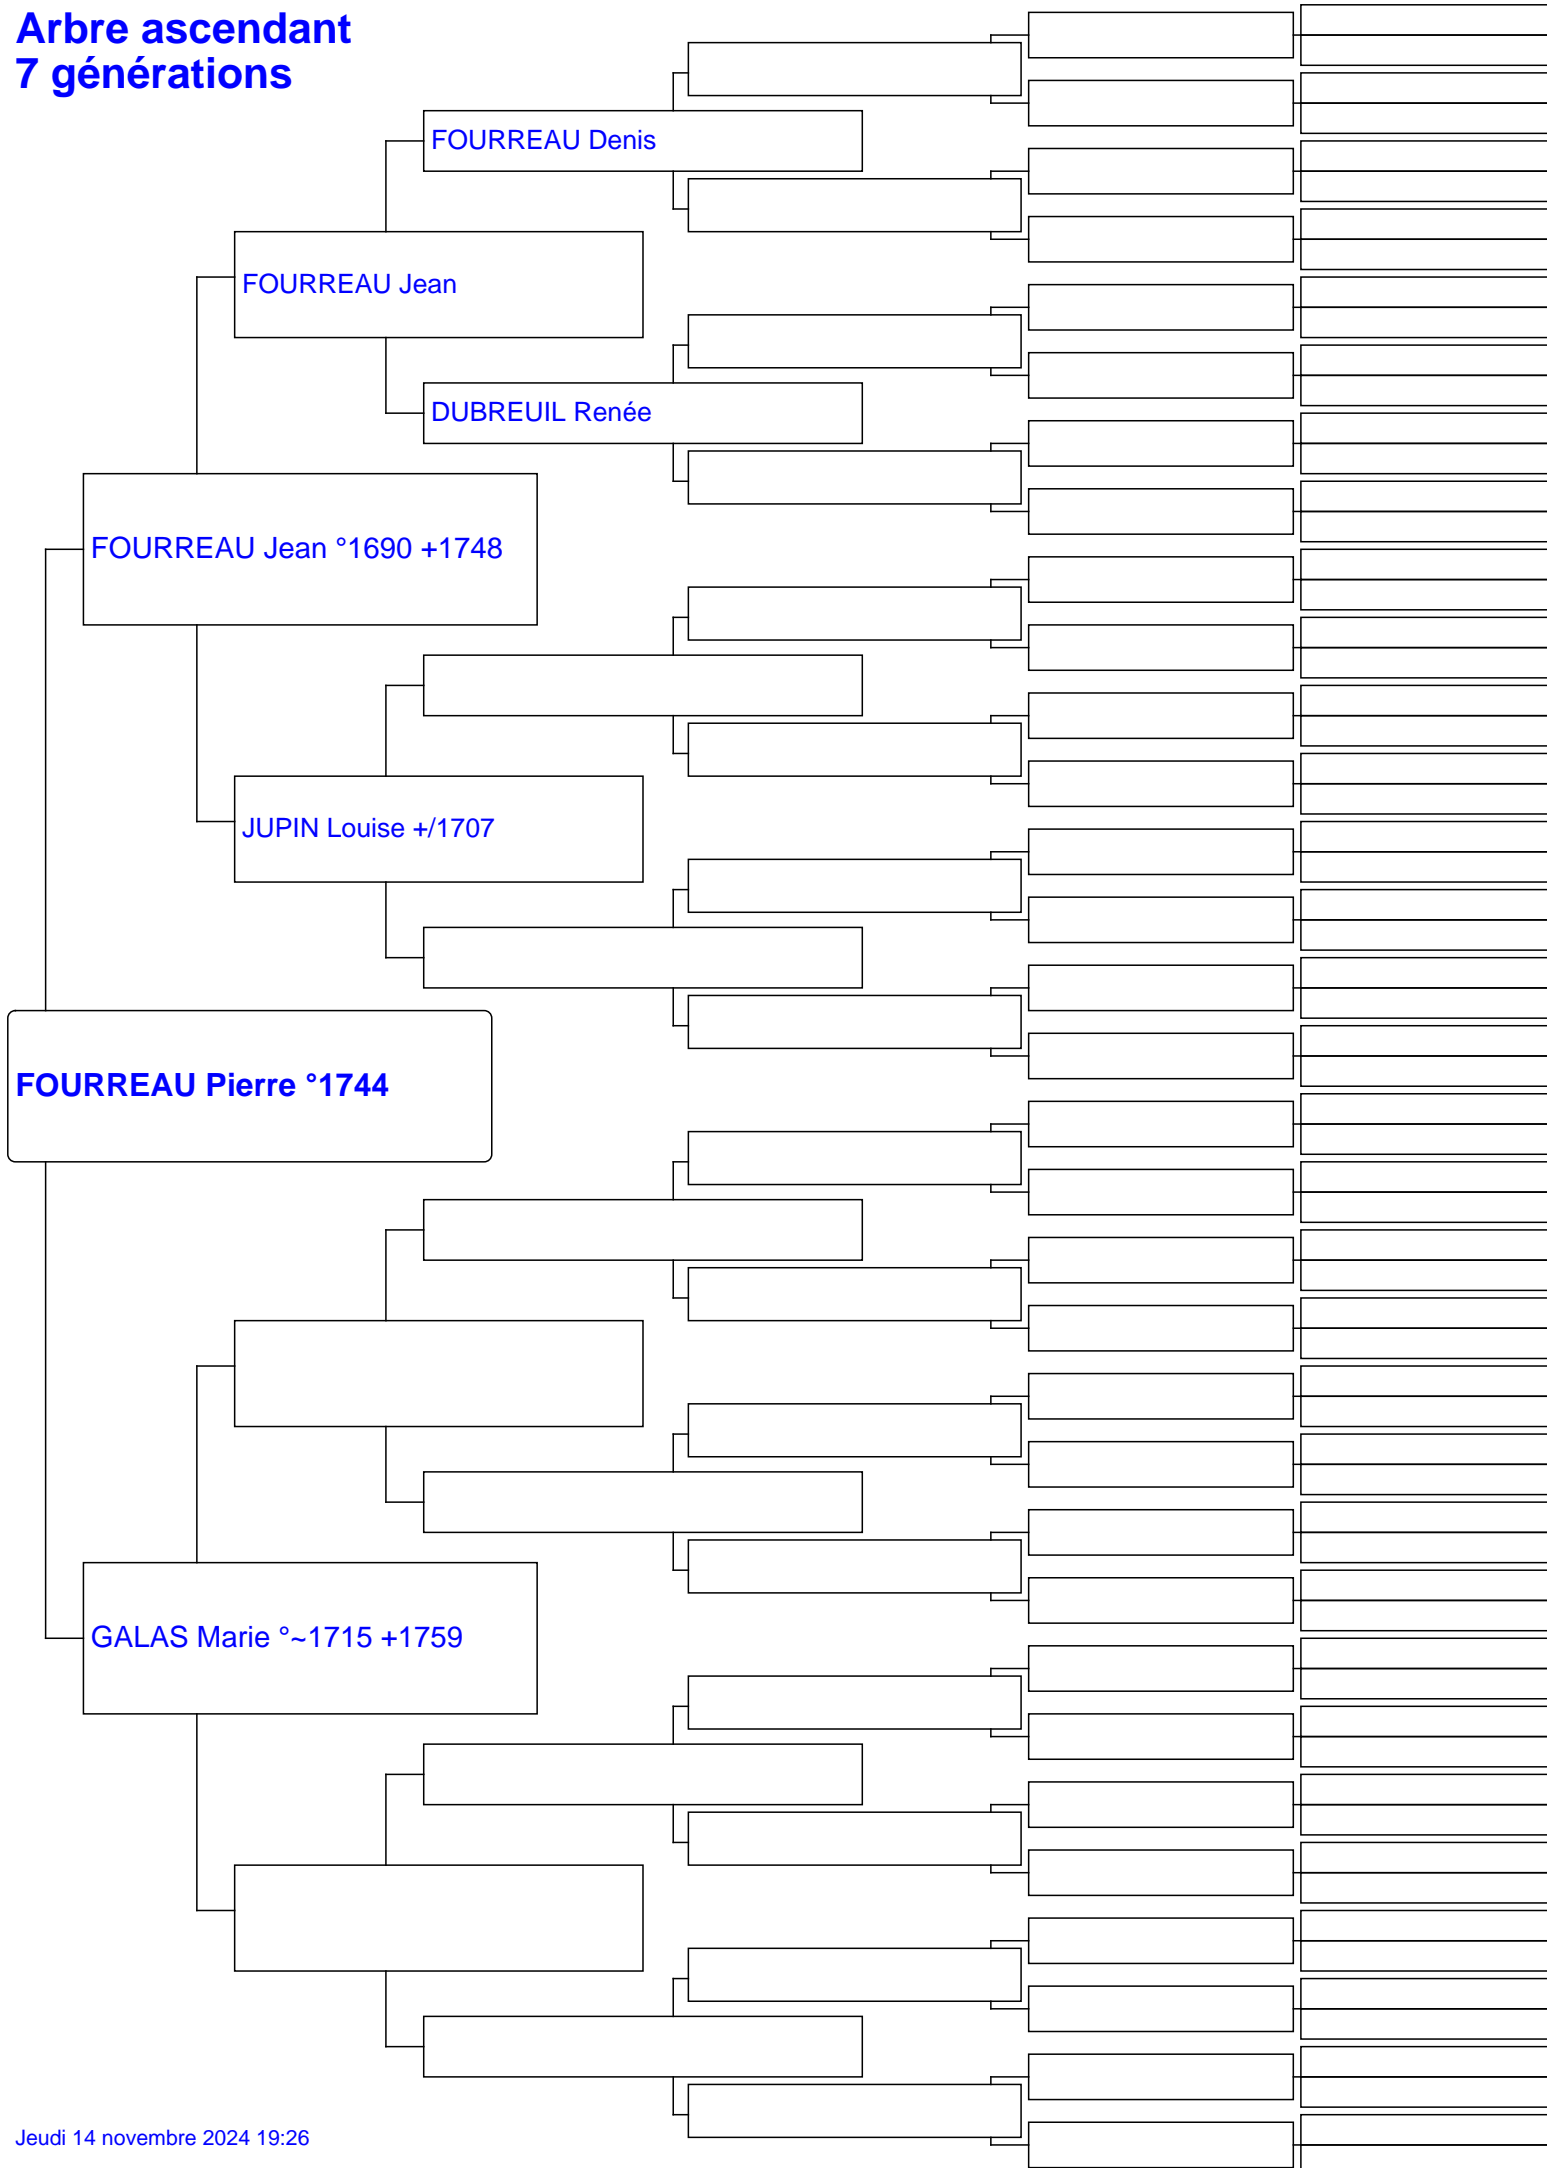 Arbre ascendant
7 générations
FOURREAU Denis
FOURREAU Jean
DUBREUIL Renée
FOURREAU Jean °1690 +1748
JUPIN Louise +/1707
FOURREAU Pierre °1744
GALAS Marie °~1715 +1759
Jeudi 14 novembre 2024 19:26